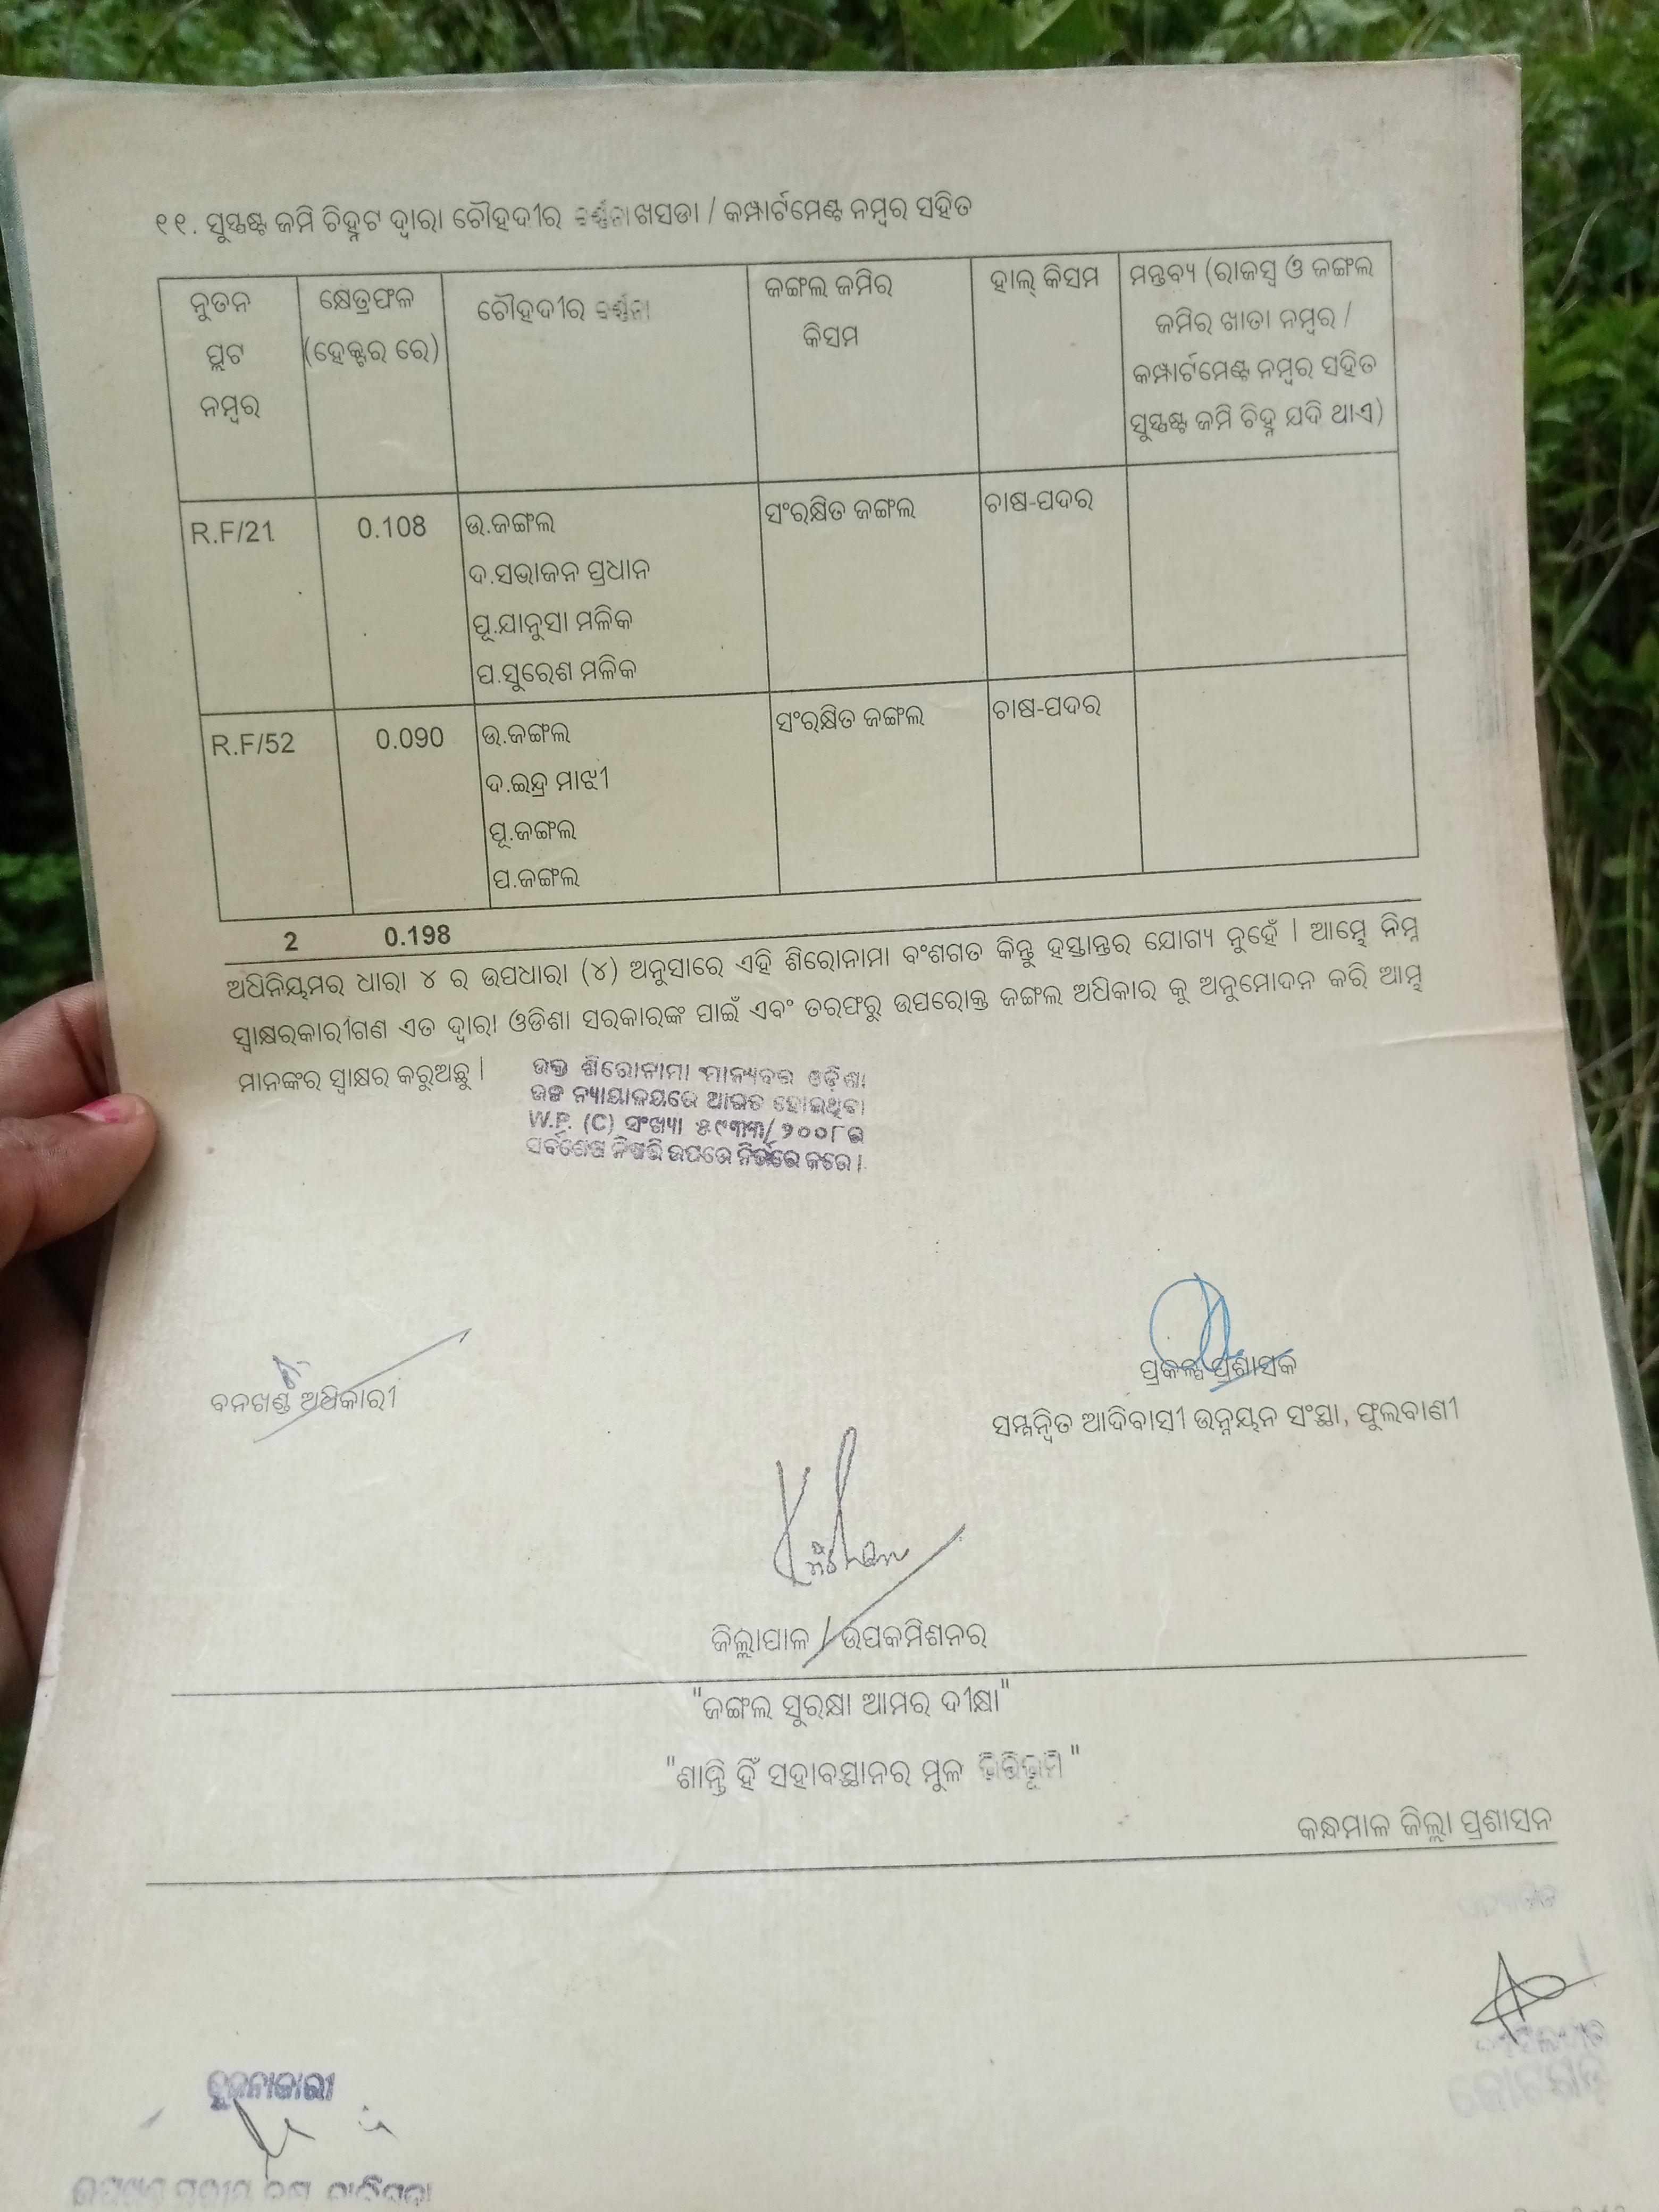 ୧୧. ସୁସ୍ପଷ୍ଟ ଜମି ଚିହ୍ନଟ ଦ୍ୱାରା ଚୌହଦୀର ବର୍ଣ୍ଣନା ଖସଡା / କମ୍ପାର୍ଟମେଣ୍ଟ ନମ୍ବର ସହିତ
ନୁତନ ପ୍ଲଟ ନମ୍ବର
କ୍ଷେତ୍ରଫଳ (ହେକ୍ଟର ରେ)
ଚୌହଦୀର ବର୍ଣ୍ଣନା
ଜଙ୍ଗଲ ଜମିର କିସମ
ହାଲ୍ କିସମ
ମନ୍ତବ୍ୟ (ରାଜସ୍ୱ ଓ ଜଙ୍ଗଲ
ଜମିର ଖାତା ନମ୍ବର /
କମ୍ପାର୍ଟମେଣ୍ଟ ନମ୍ବର ସହିତ
ସୁସ୍ପଷ୍ଟ ଜମି ଚିହ୍ନ ଯଦି ଥାଏ)
R.F/21 0.108 ଉ.ଜଙ୍ଗଲ ସଂରକ୍ଷିତ ଜଙ୍ଗଲ ଚାଷ-ପଦର
ଦ.ସଭାଜନ ପ୍ରଧାନ
ପୂ.ଯାନୁସା ମଳିକ
ପ.ସୁରେଶ ମଳିକ
R.F/52 0.090 ଉ.ଜଙ୍ଗଲ ସଂରକ୍ଷିତ ଜଙ୍ଗଲ ଚାଷ-ପଦର
ଦ.ଇନ୍ଦ୍ର ମାଝୀ
ପୂ.ଜଙ୍ଗଲ
ପ.ଜଙ୍ଗଲ
2 0.198
ଅଧିନିୟମର ଧାରା ୪ ର ଉପଧାରା (୪) ଅନୁସାରେ ଏହି ଶିରୋନାମା ବଂଶଗତ କିନ୍ତୁ ହସ୍ତାନ୍ତର ଯୋଗ୍ୟ ନୁହେଁ । ଆମ୍ଭେ ନିମ୍ନ
ସ୍ୱାକ୍ଷରକାରୀଗଣ ଏତ ଦ୍ୱାରା ଓଡିଶା ସରକାରଙ୍କ ପାଇଁ ଏବଂ ତରଫରୁ ଉପରୋକ୍ତ ଜଙ୍ଗଲ ଅଧିକାର କୁ ଅନୁମୋଦନ କରି ଆମ୍ଭ
ମାନଙ୍କର ସ୍ୱାକ୍ଷର କରୁଅଛୁ ।
ଉକ୍ତ ଶିରୋନାମା ମାନ୍ୟବର ଓଡ଼ିଶା
ଉଚ୍ଚ ନ୍ୟାୟାଳୟରେ ଆଗତ ହୋଇଥିବା
W.P. (C) ସଂଖ୍ୟା ୫୯୩୩/୨୦୦୮ର
ସର୍ବଶେଷ ନିଷ୍ପତ୍ତି ଉପରେ ନିର୍ଭରେ କରେ ।
ପ୍ରକଳ୍ପ ପ୍ରଶାସକ
ବନଖଣ୍ଡ ଅଧିକାରୀ
ସମ୍ମନ୍ୱିତ ଆଦିବାସୀ ଉନ୍ନୟନ ସଂସ୍ଥା, ଫୁଲବାଣୀ
ଜିଲ୍ଲାପାଳ / ଉପକମିଶନର
"ଜଙ୍ଗଲ ସୁରକ୍ଷା ଆମର ଦୀକ୍ଷା"
"ଶାନ୍ତି ହିଁ ସହାବସ୍ଥାନର ମୁଳ ଭିତ୍ତିଭୂମି"
କନ୍ଧମାଳ ଜିଲ୍ଲା ପ୍ରଶାସନ